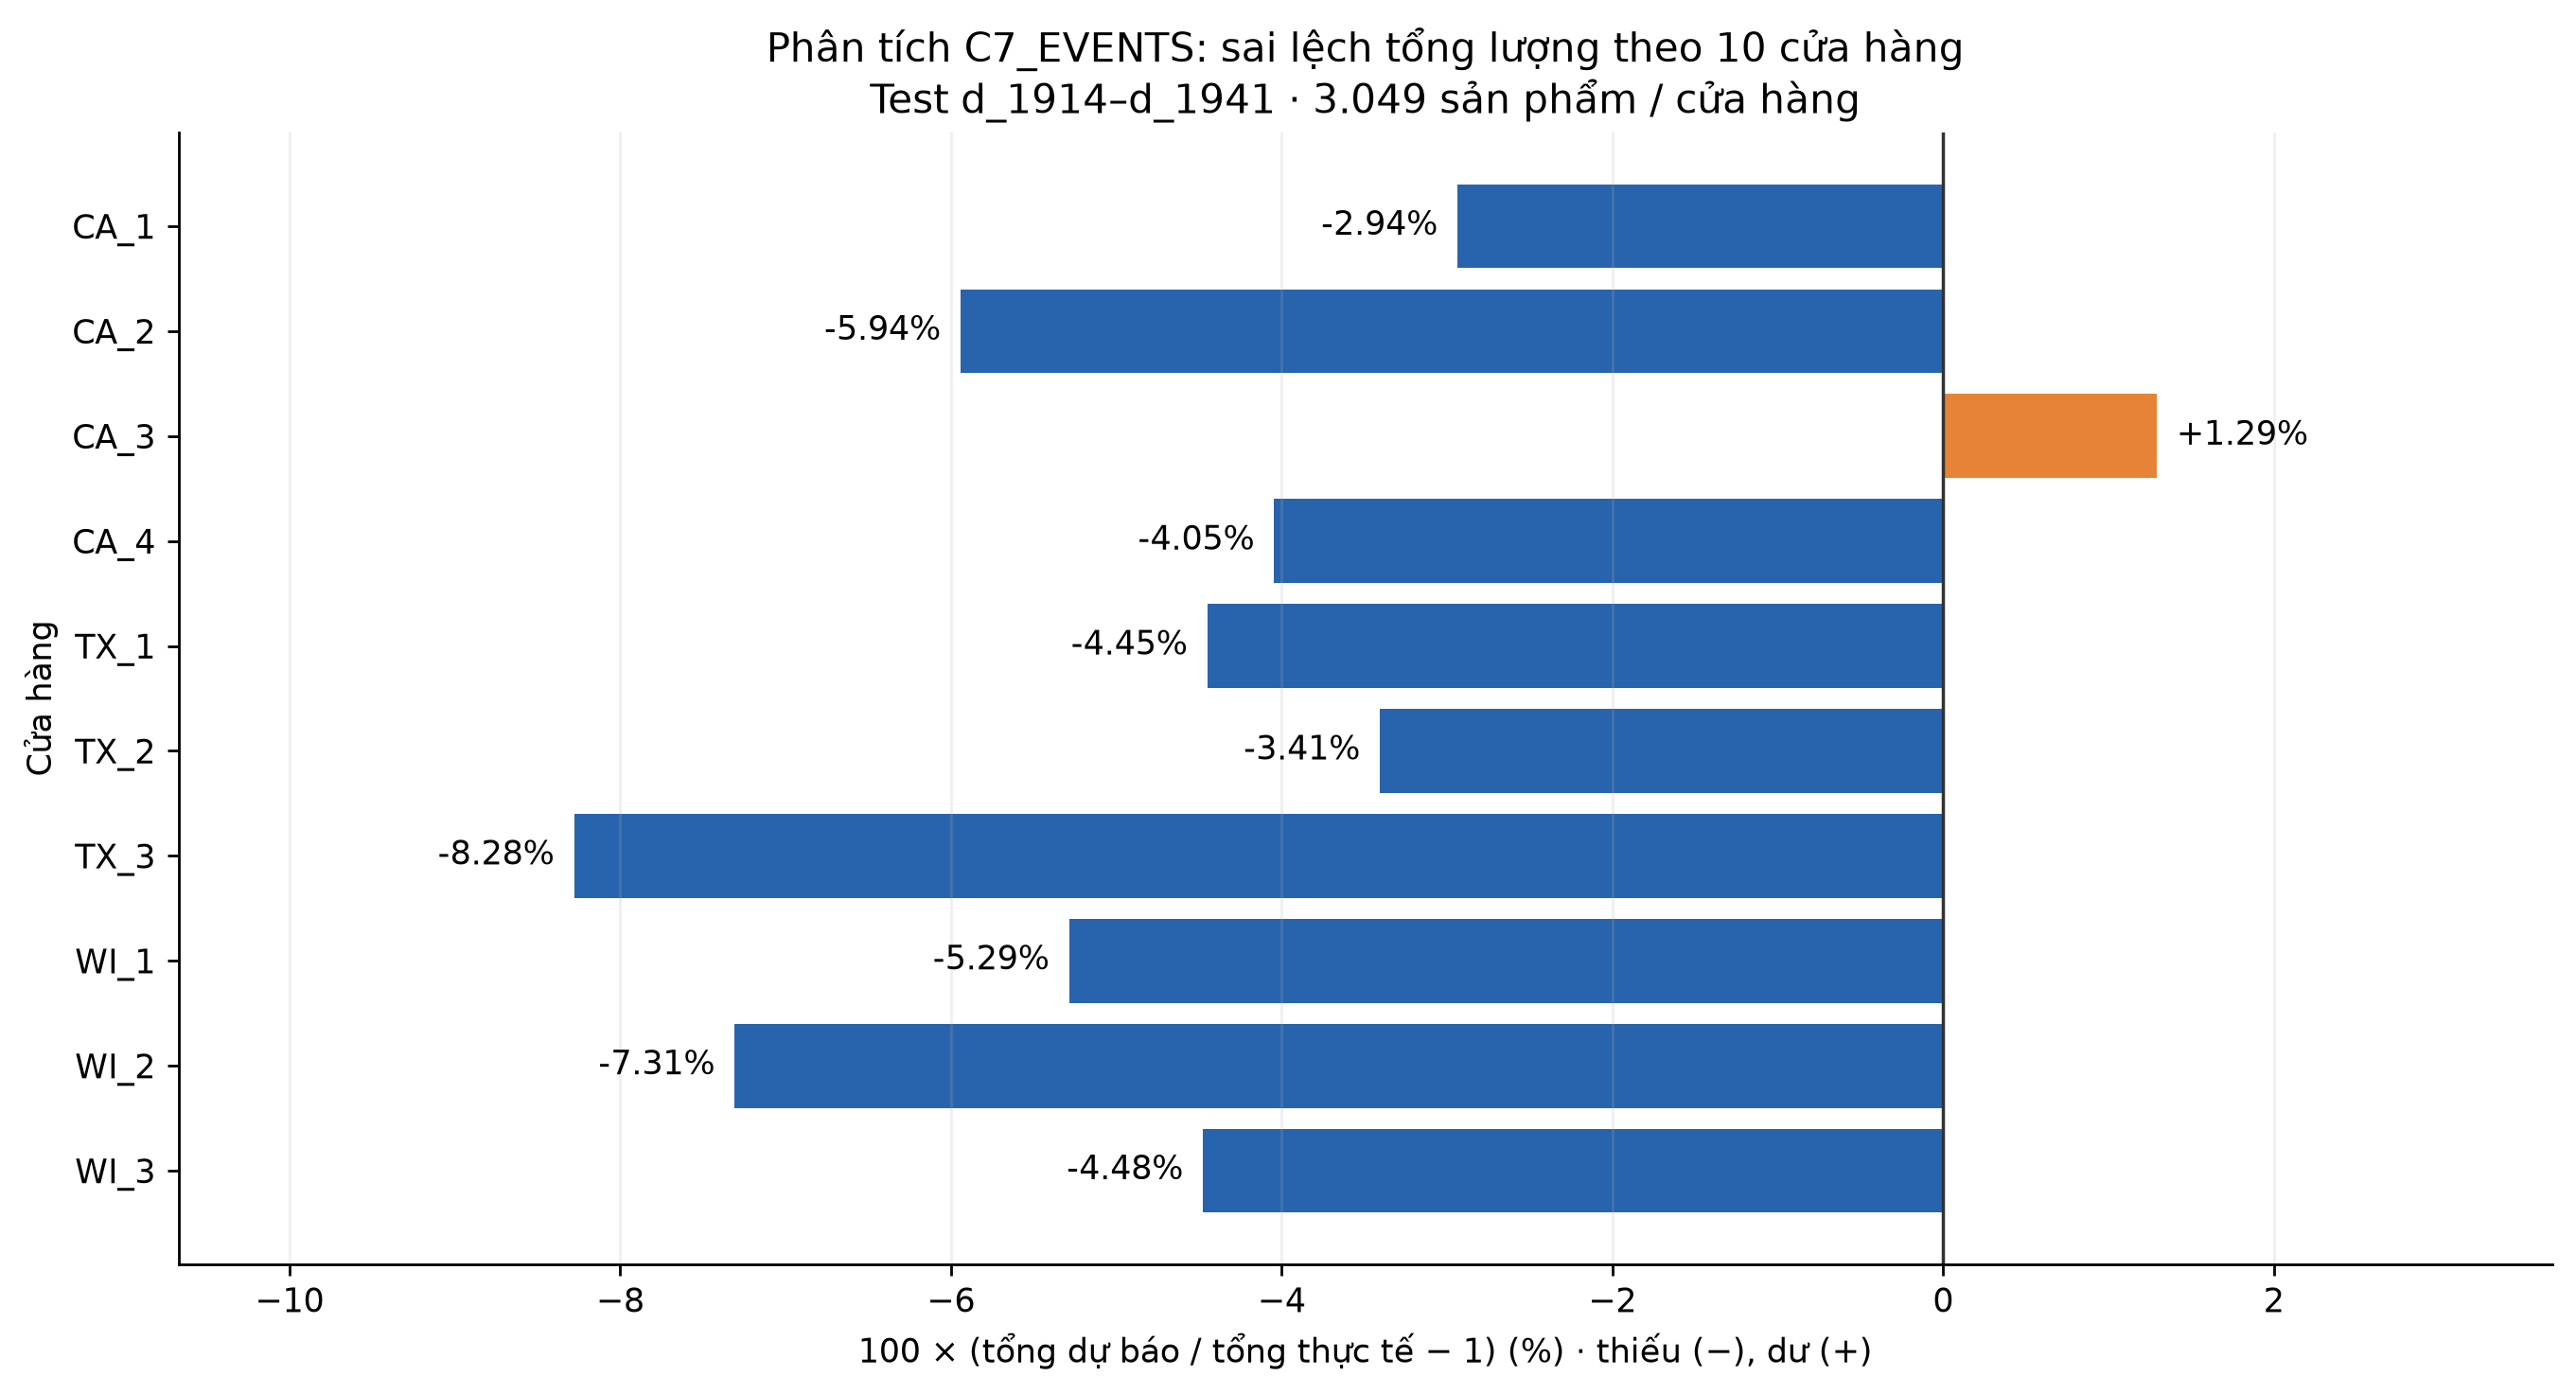 Phân tích C7_EVENTS: sai lệch tổng lượng theo 10 cửa hàng
Test d_1914–d_1941 · 3.049 sản phẩm / cửa hàng
Cửa hàng
CA_1
-2.94%
CA_2
-5.94%
CA_3
+1.29%
CA_4
-4.05%
TX_1
-4.45%
TX_2
-3.41%
TX_3
-8.28%
WI_1
-5.29%
WI_2
-7.31%
WI_3
-4.48%
−10 −8 −6 −4 −2 0 2
100 × (tổng dự báo / tổng thực tế − 1) (%) · thiếu (−), dư (+)